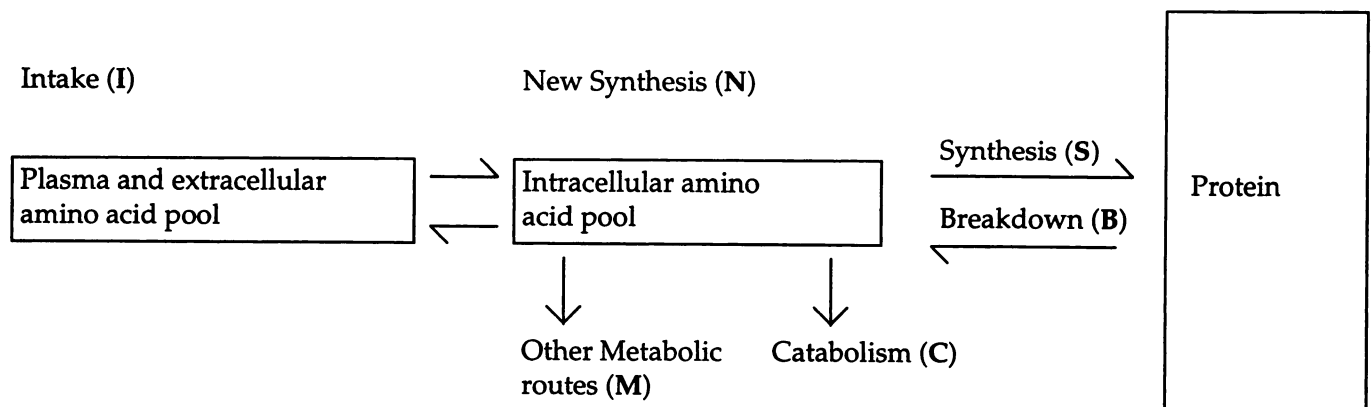 Intake (I)
New Synthesis (N)
Plasma and extracellular
amino acid pool
Intracellular amino
acid pool
Synthesis (S)
Breakdown (B)
Protein
Other Metabolic
routes (M)
Catabolism (C)